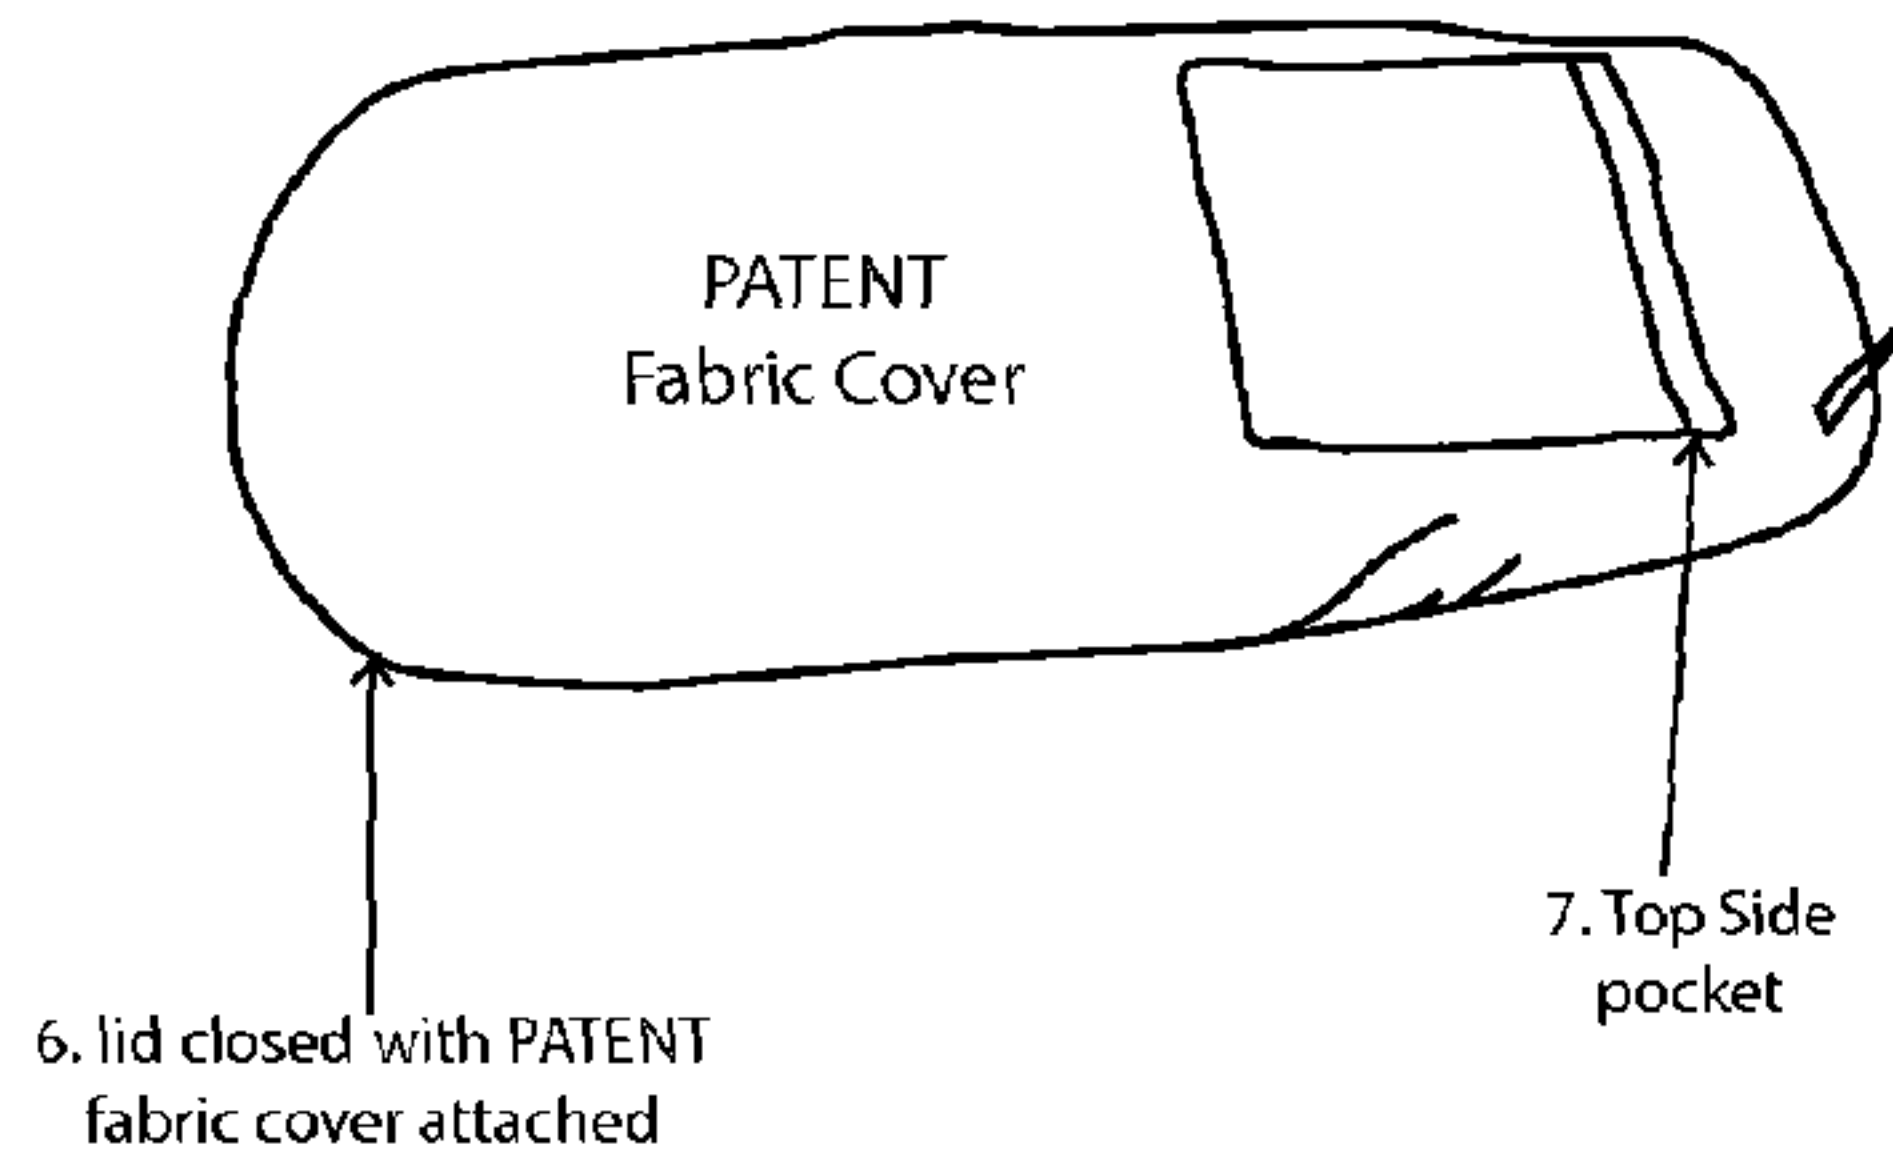 PATENT
Fabric Cover
7. Top Side
pocket
6. lid closed with PATENT
fabric cover attached